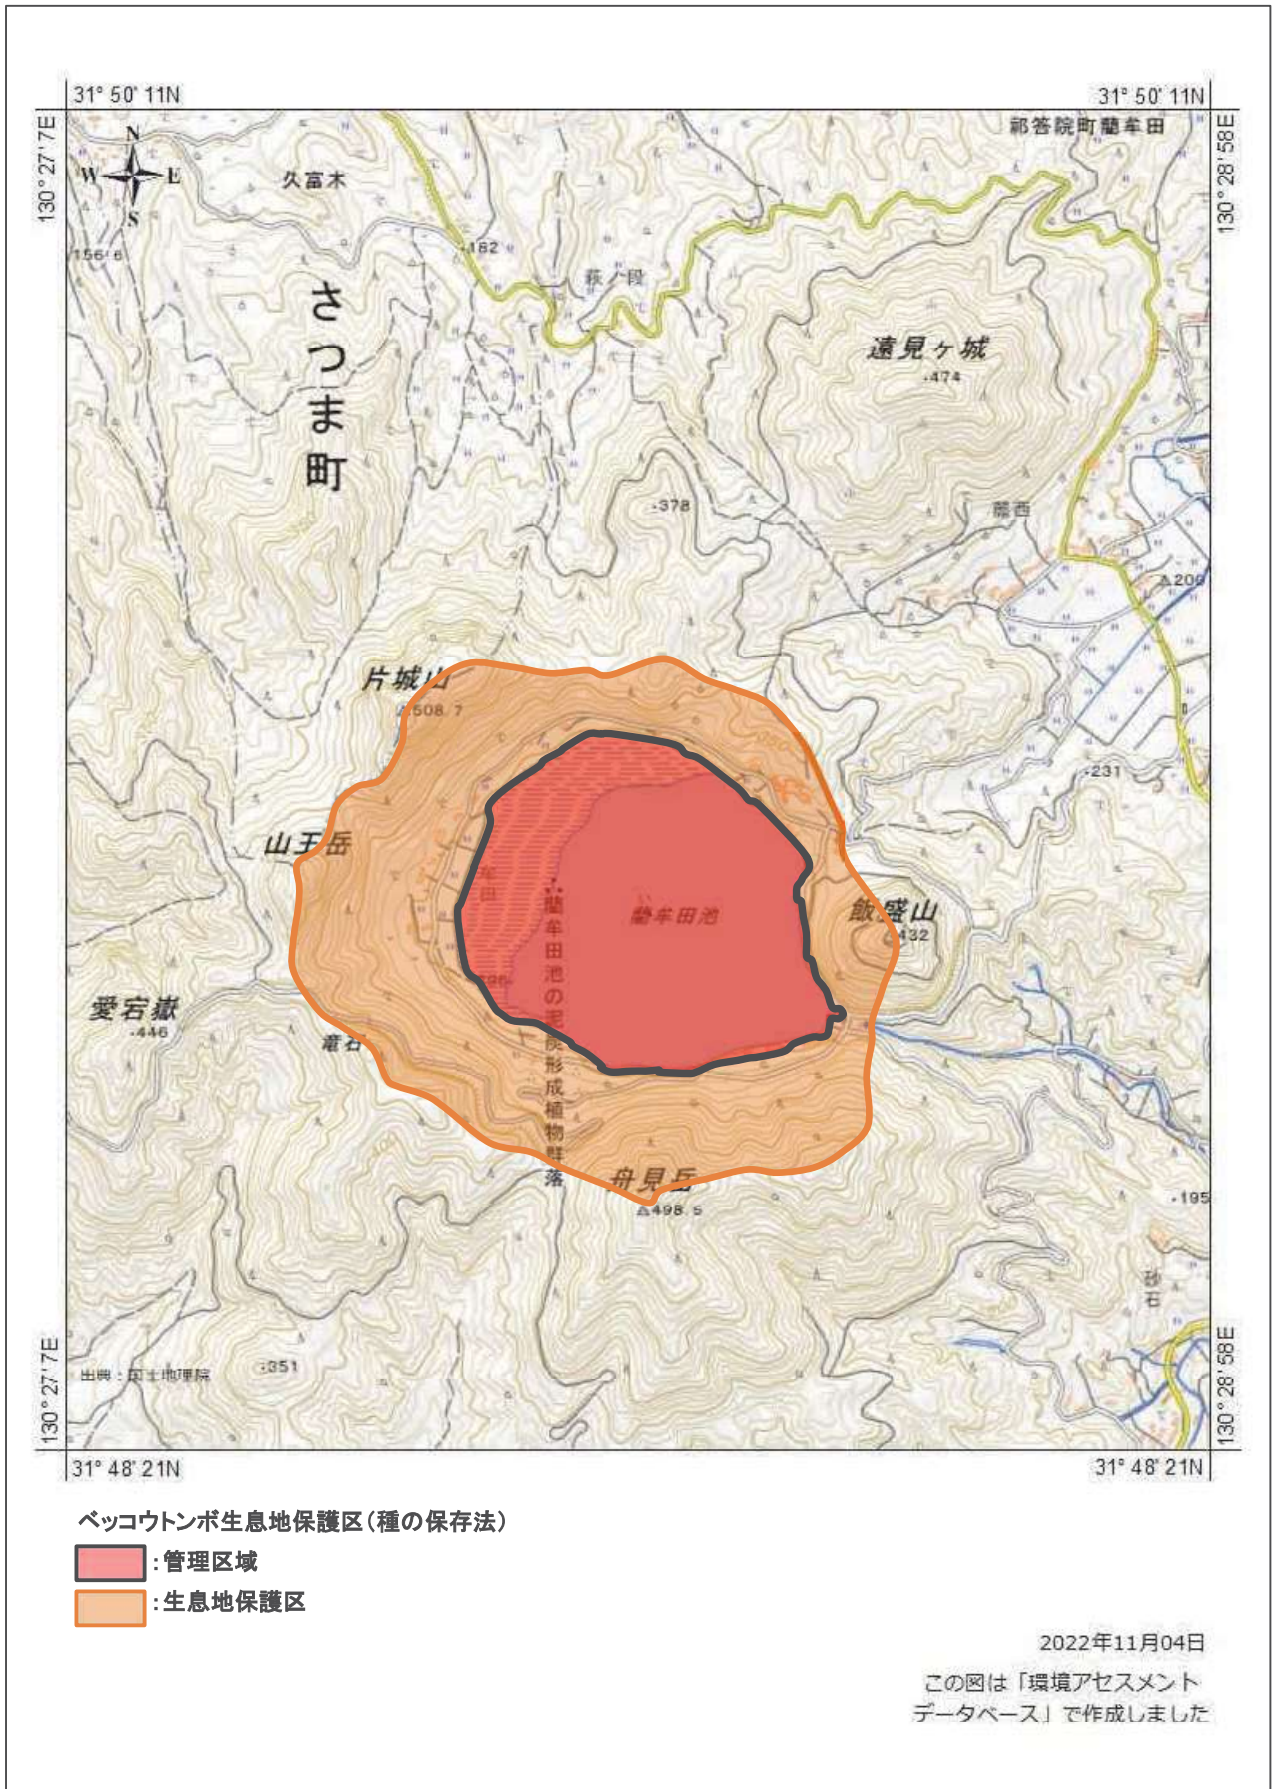 31° 50' 11N
31° 50' 11N
130° 27' 7E
130° 28' 58E
N
W
E
S
祁答院町藺牟田
久富木
156.6
182
萩ノ段
さつま町
遠見ヶ城
474
378
藺西
200
片城山
508.7
231
山王岳
牟田
藺牟田池
い
飯盛山
432
藺牟田池の泥炭形成植物群落
295
愛宕嶽
446
竜石
400
舟見岳
498.5
195
砂石
351
出典:国土地理院
130° 27' 7E
130° 28' 58E
31° 48' 21N
31° 48' 21N
ベッコウトンボ生息地保護区(種の保存法)
:管理区域
:生息地保護区
2022年11月04日
この図は「環境アセスメント
データベース」で作成しました